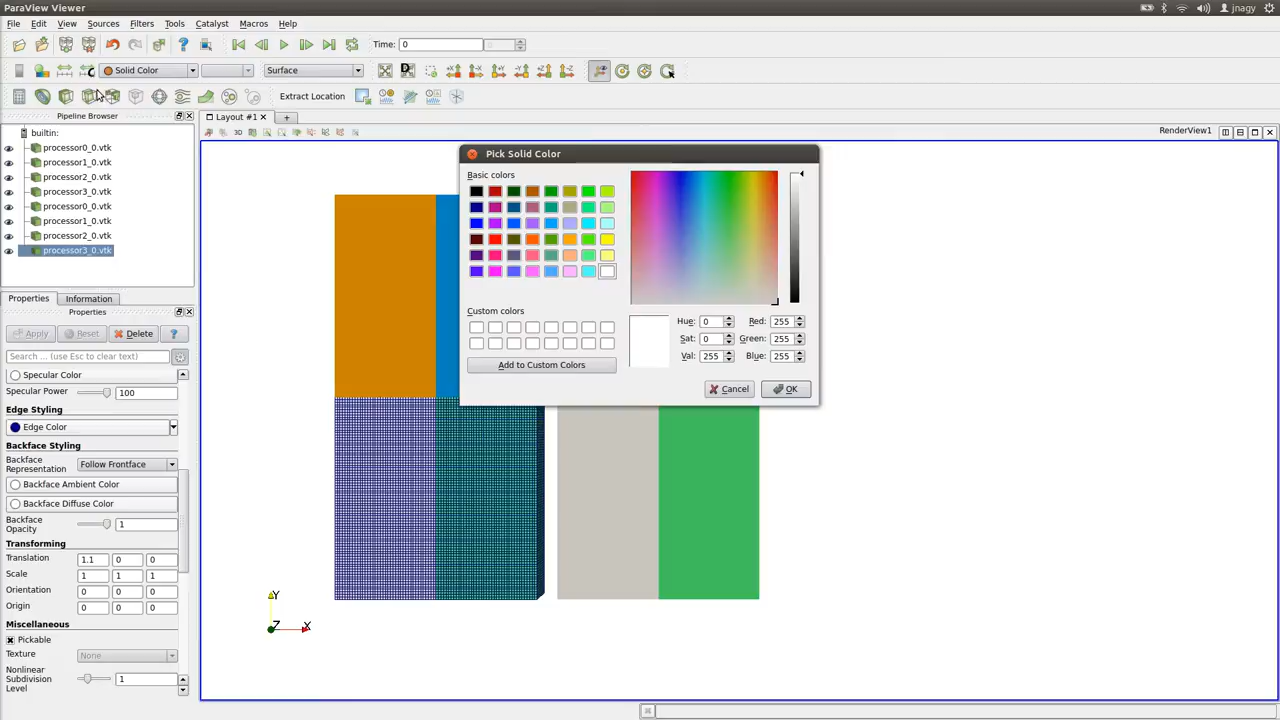 ParaView Viewer
jnagy
File Edit View Sources Filters Tools Catalyst Macros Help
Time: 0 0
Solid Color Surface
+X -X +Y -Y +Z -Z
Extract Location
Pipeline Browser
Layout #1
3D
RenderView1
builtin:
processor0_0.vtk
processor1_0.vtk
processor2_0.vtk
processor3_0.vtk
processor0_0.vtk
processor1_0.vtk
processor2_0.vtk
processor3_0.vtk
Properties Information
Properties
Apply Reset Delete ?
Search ... (use Esc to clear text)
Specular Color
Specular Power 100
Edge Styling
Edge Color
Backface Styling
Backface Representation Follow Frontface
Backface Ambient Color
Backface Diffuse Color
Backface Opacity 1
Transforming
Translation 1.1 0 0
Scale 1 1 1
Orientation 0 0 0
Origin 0 0 0
Miscellaneous
Pickable
Texture None
Nonlinear Subdivision Level 1
Pick Solid Color
Basic colors
Custom colors
Add to Custom Colors
Hue: 0 Red: 255
Sat: 0 Green: 255
Val: 255 Blue: 255
Cancel OK
Y
Z X